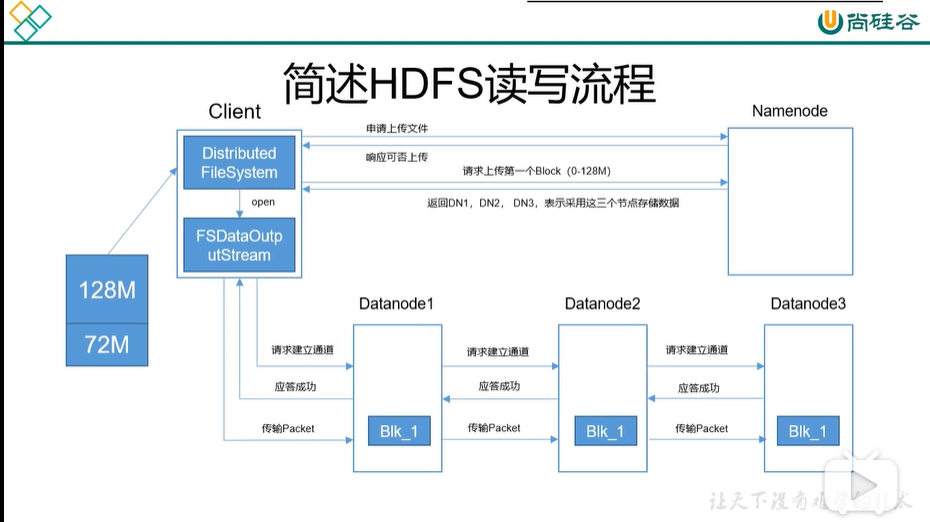 尚硅谷
简述HDFS读写流程
Client
Namenode
Distributed
FileSystem
open
FSDataOutp
utStream
申请上传文件
响应可否上传
请求上传第一个Block（0-128M）
返回DN1，DN2， DN3，表示采用这三个节点存储数据
128M
72M
Datanode1
Datanode2
Datanode3
请求建立通道
请求建立通道
请求建立通道
应答成功
应答成功
应答成功
传输Packet
Blk_1
传输Packet
Blk_1
传输Packet
Blk_1
让天下没有难学的技术